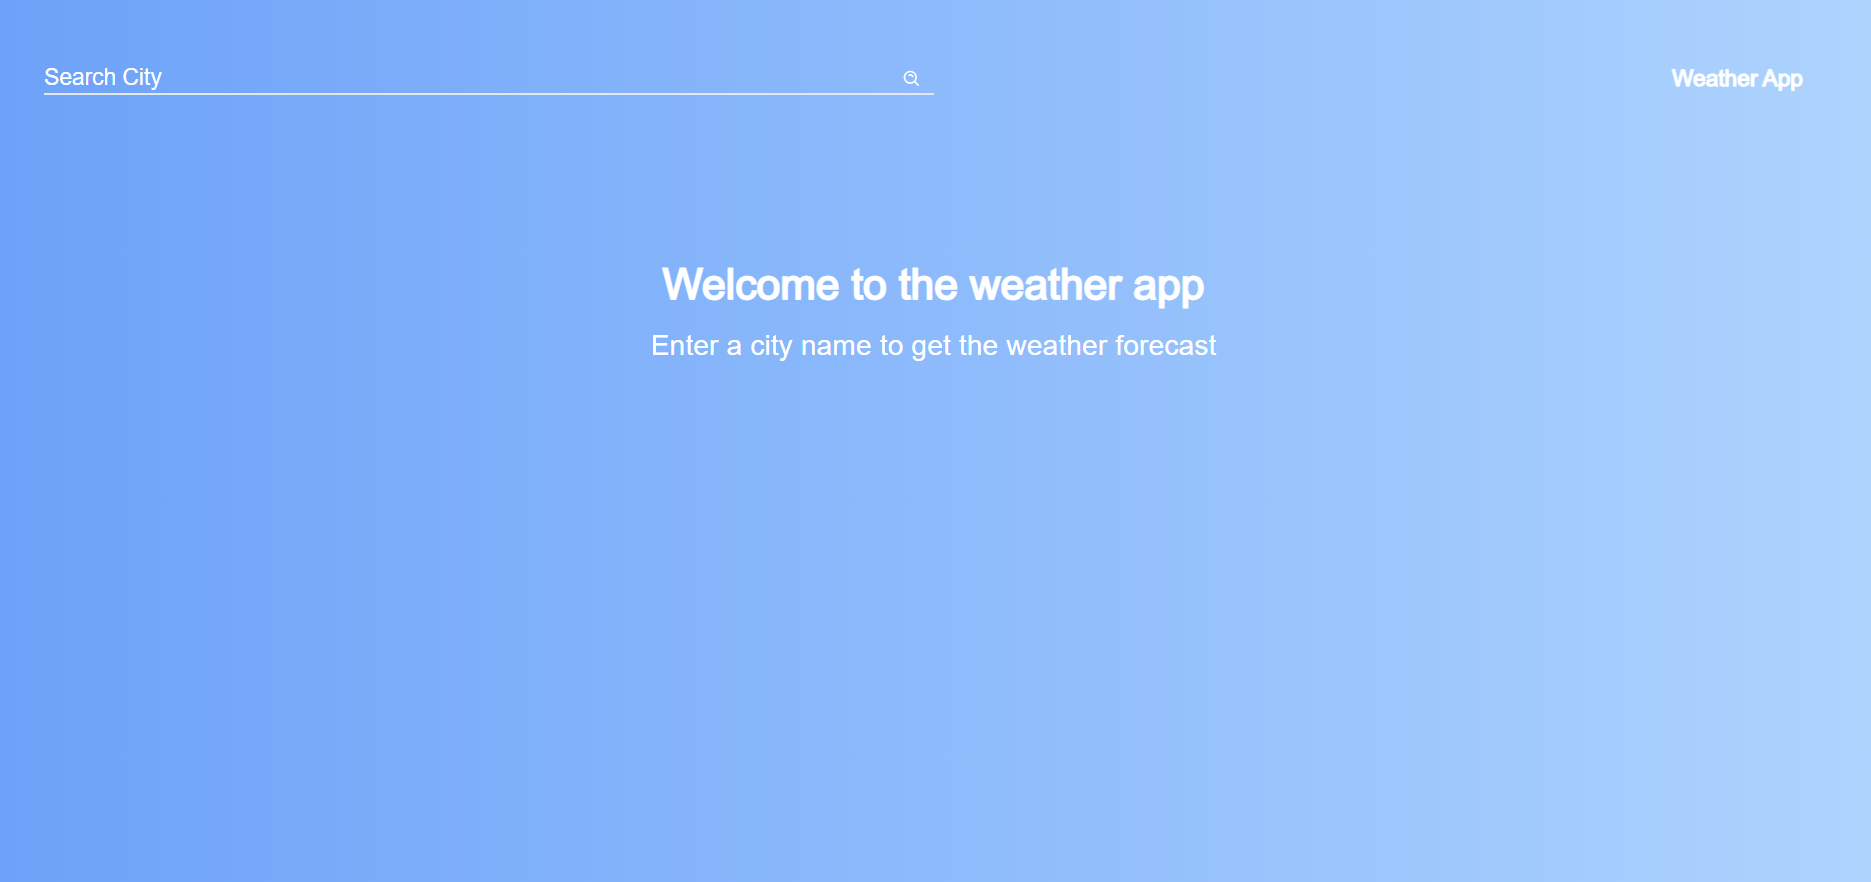 Search City
Weather App
Welcome to the weather app
Enter a city name to get the weather forecast